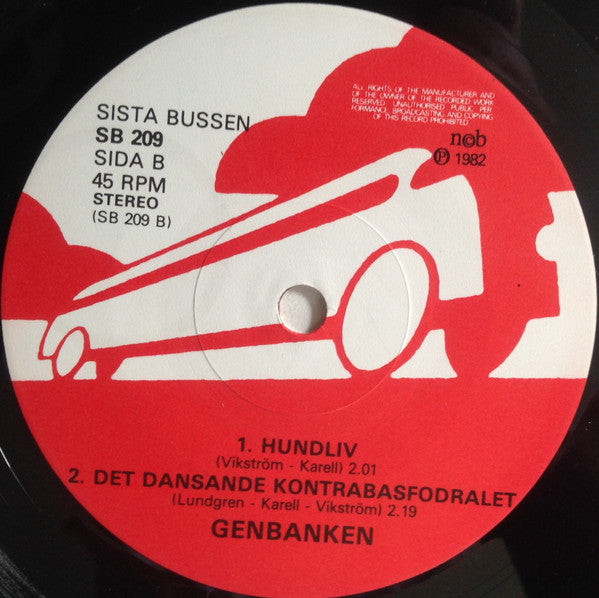 SISTA BUSSEN
SB 209
SIDA B
45 RPM
STEREO
(SB 209 B)
ALL RIGHTS OF THE MANUFACTURER AND
OF THE OWNER OF THE RECORDED WORK
RESERVED UNAUTHORISED PUBLIC PER-
FORMANCE BROADCASTING AND COPYING
OF THIS RECORD PROHIBITED
n©b
℗ 1982
1. HUNDLIV
(Vikström - Karell) 2.01
2. DET DANSANDE KONTRABASFODRALET
(Lundgren - Karell - Vikström) 2.19
GENBANKEN